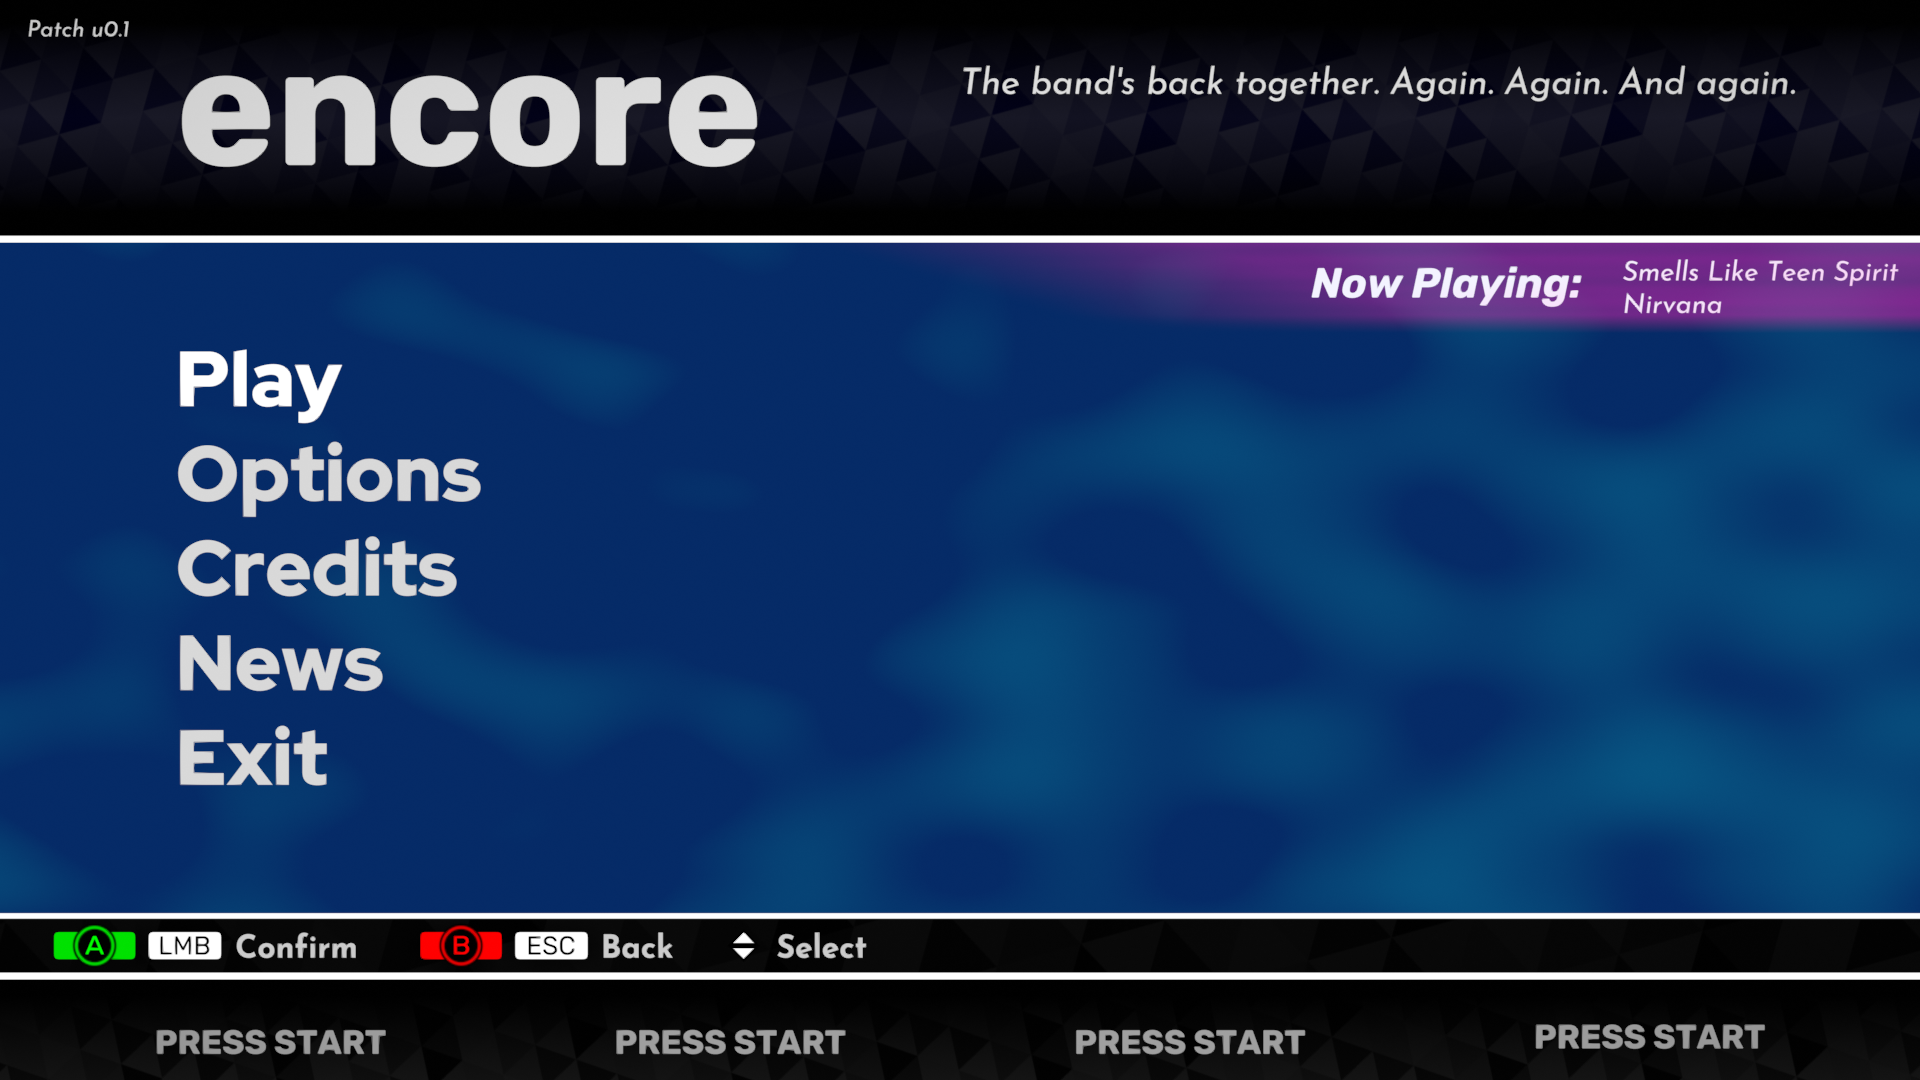 Patch u0.1
encore
The band's back together. Again. Again. And again.
Now Playing:
Smells Like Teen Spirit
Nirvana
Play
Options
Credits
News
Exit
A LMB Confirm B ESC Back Select
PRESS START PRESS START PRESS START PRESS START